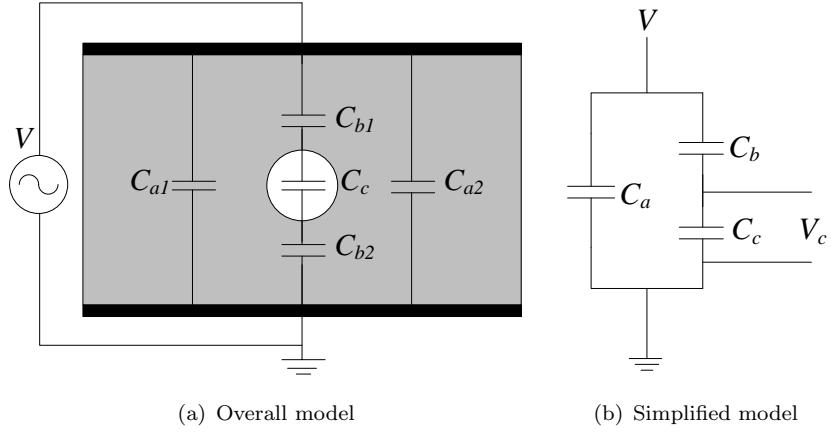 V
C_{b1}
C_{a1}
C_c
C_{a2}
C_{b2}
(a) Overall model
V
C_b
C_a
C_c
V_c
(b) Simplified model